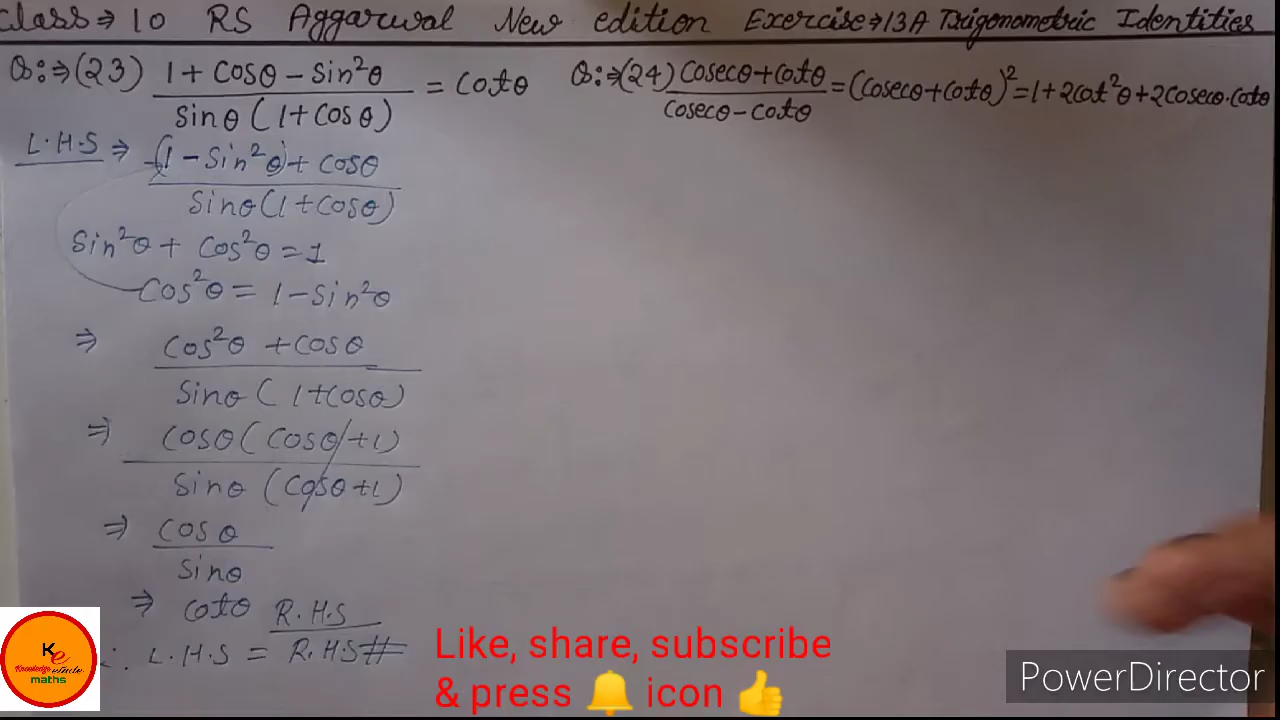 Class ⇒ 10 RS Aggarwal New edition Exercise ⇒ 13A Trigonometric Identities
Q:⇒(23) (1 + cosθ − sin²θ) / (sinθ (1 + cosθ)) = cotθ
L.H.S ⇒ ((1 − sin²θ) + cosθ) / (sinθ (1 + cosθ))
sin²θ + cos²θ = 1
cos²θ = 1 − sin²θ
⇒ (cos²θ + cosθ) / (sinθ (1 + cosθ))
⇒ (cosθ (cosθ + 1)) / (sinθ (cosθ + 1))
⇒ cosθ / sinθ
⇒ cotθ R.H.S
∴ L.H.S = R.H.S #
Q:⇒(24) (cosecθ + cotθ) / (cosecθ − cotθ) = (cosecθ + cotθ)² = 1 + 2cot²θ + 2cosecθ.cotθ
Ke
Knowledge circle
maths
Like, share, subscribe
& press 🔔 icon 👍
PowerDirector